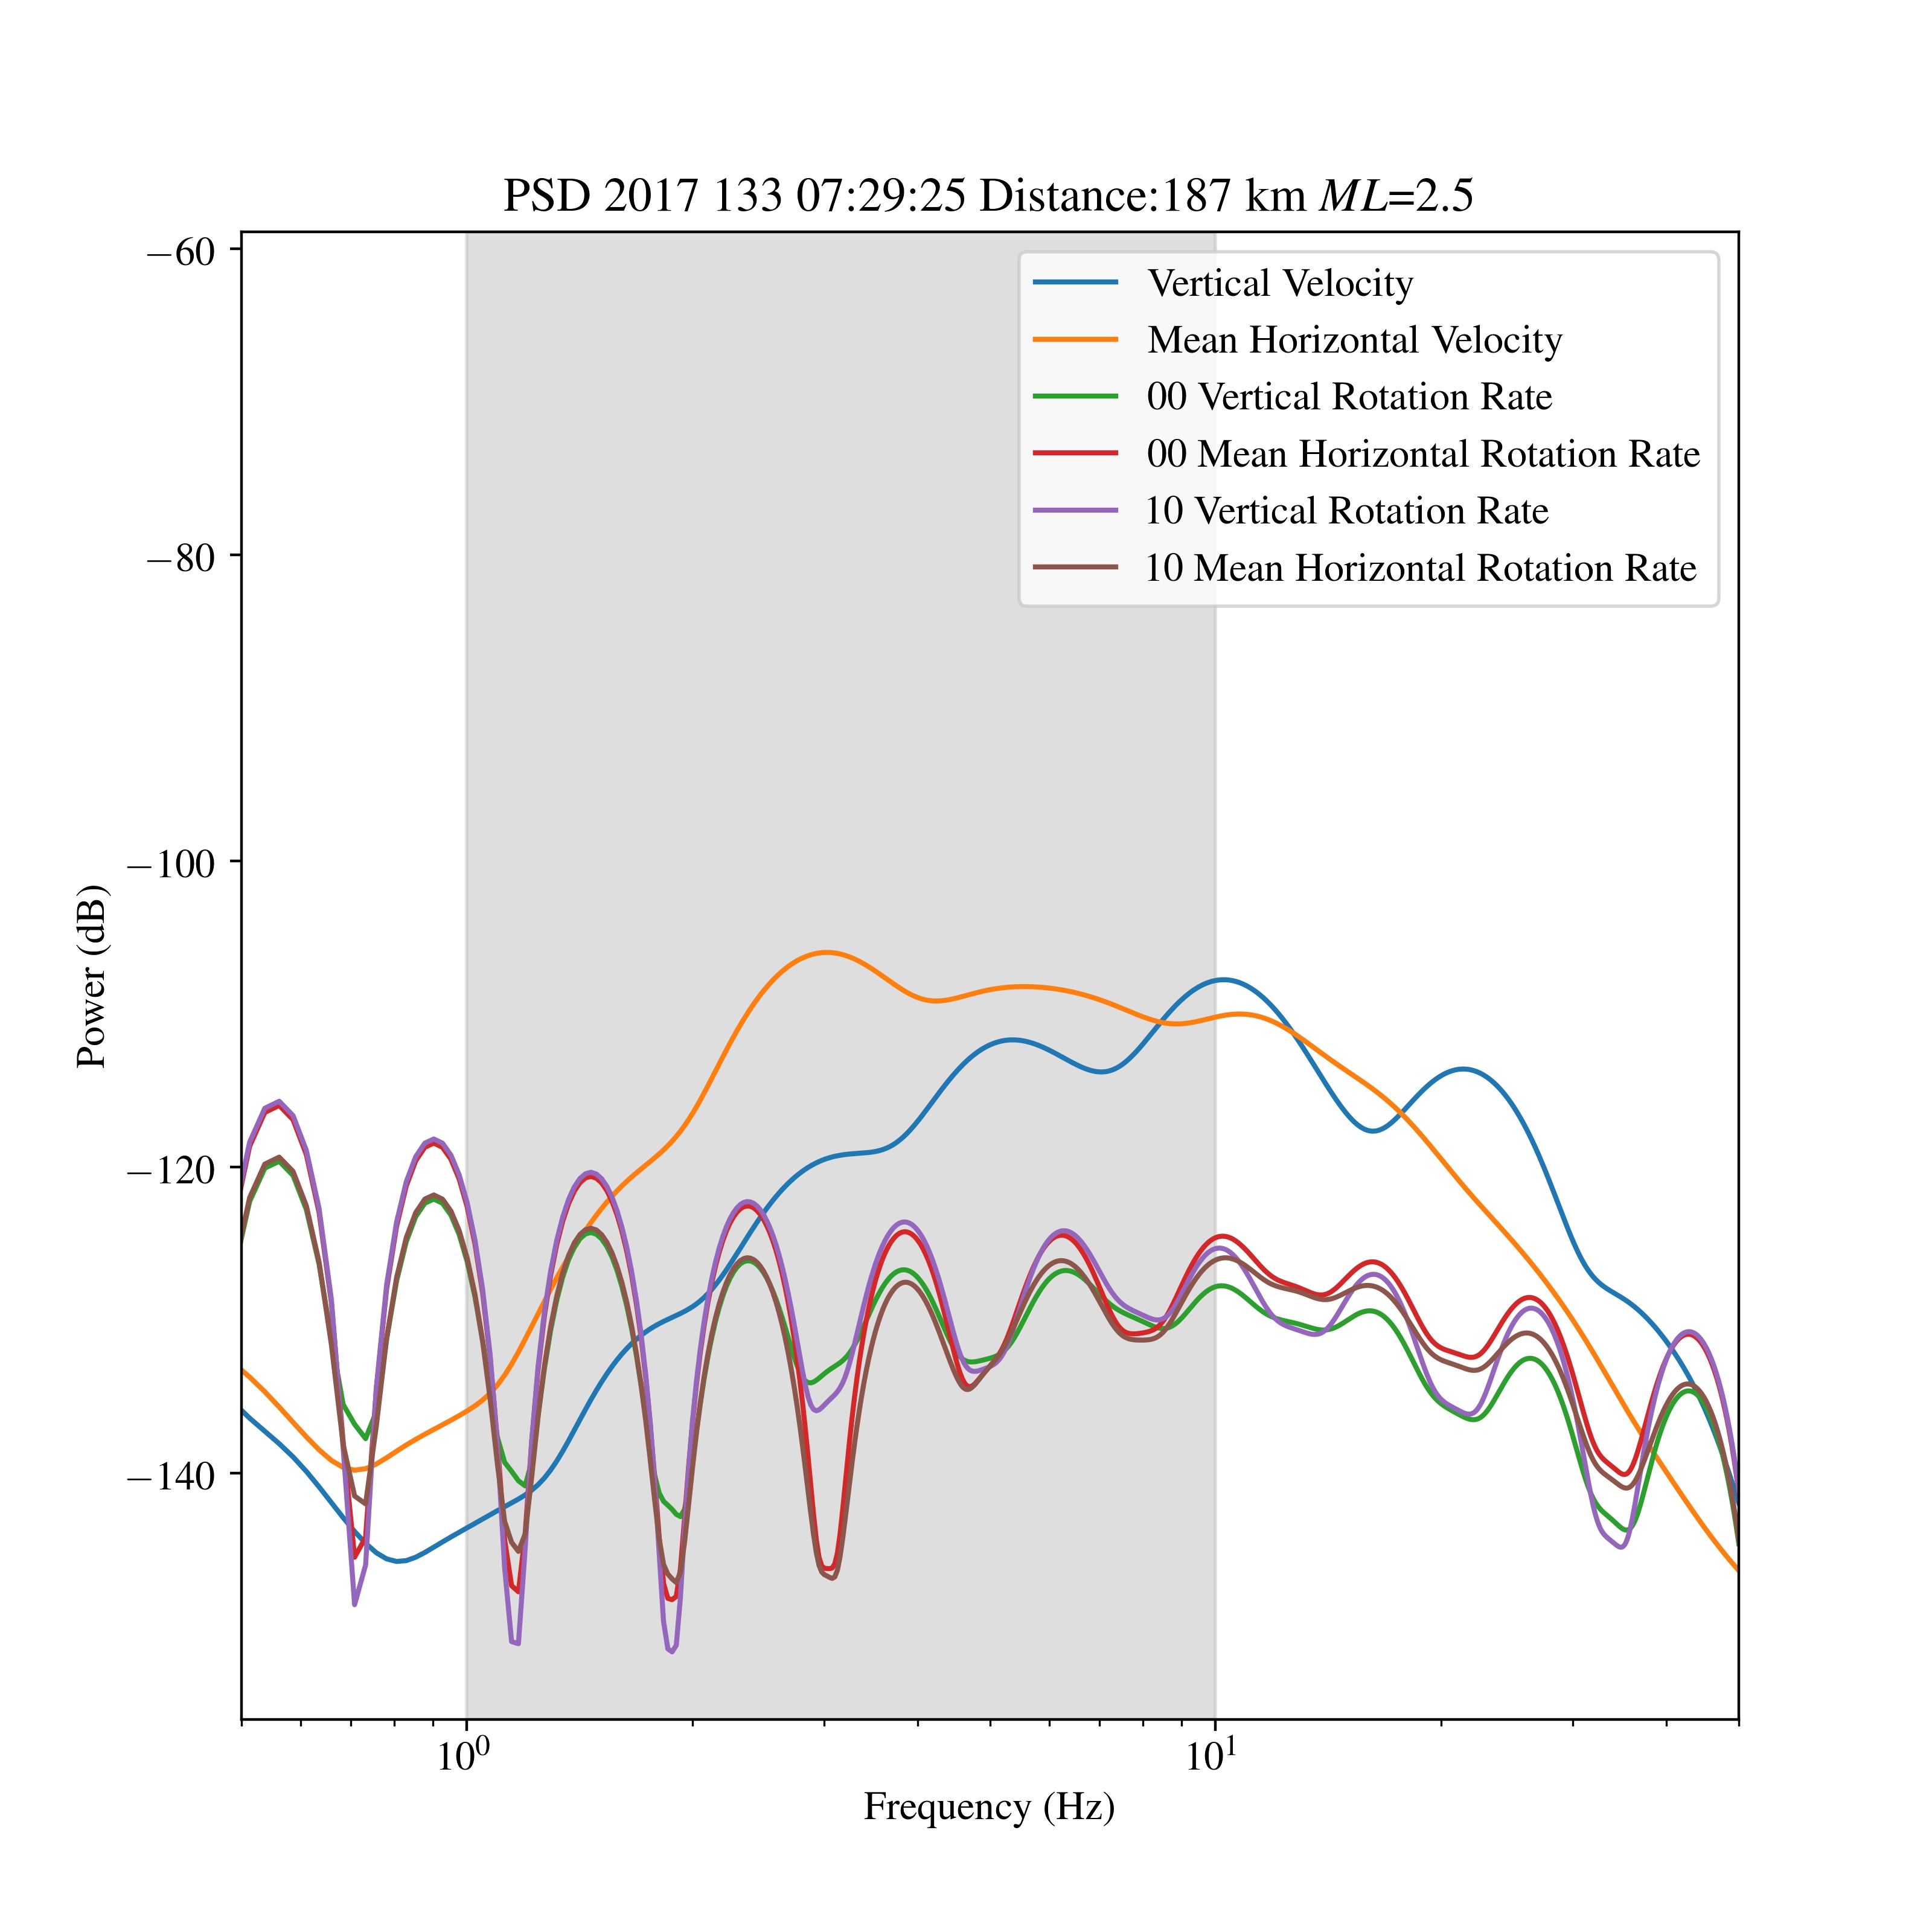 PSD 2017 133 07:29:25 Distance:187 km ML=2.5
Vertical Velocity
Mean Horizontal Velocity
00 Vertical Rotation Rate
00 Mean Horizontal Rotation Rate
10 Vertical Rotation Rate
10 Mean Horizontal Rotation Rate
−60
−80
−100
−120
−140
Power (dB)
10⁰
10¹
Frequency (Hz)